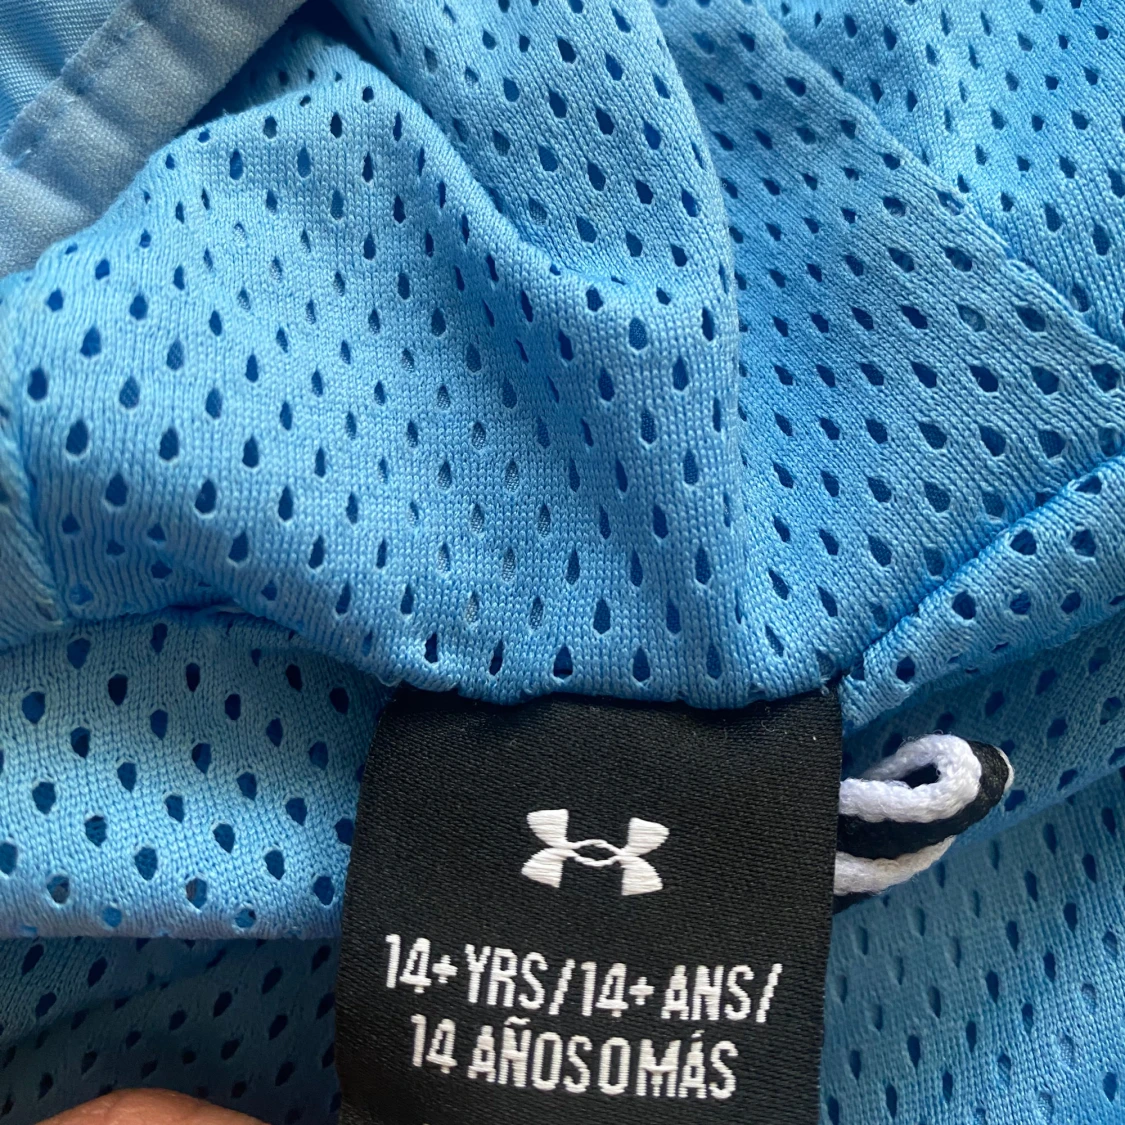 14+ YRS/14+ ANS/
14 AÑOS O MÁS